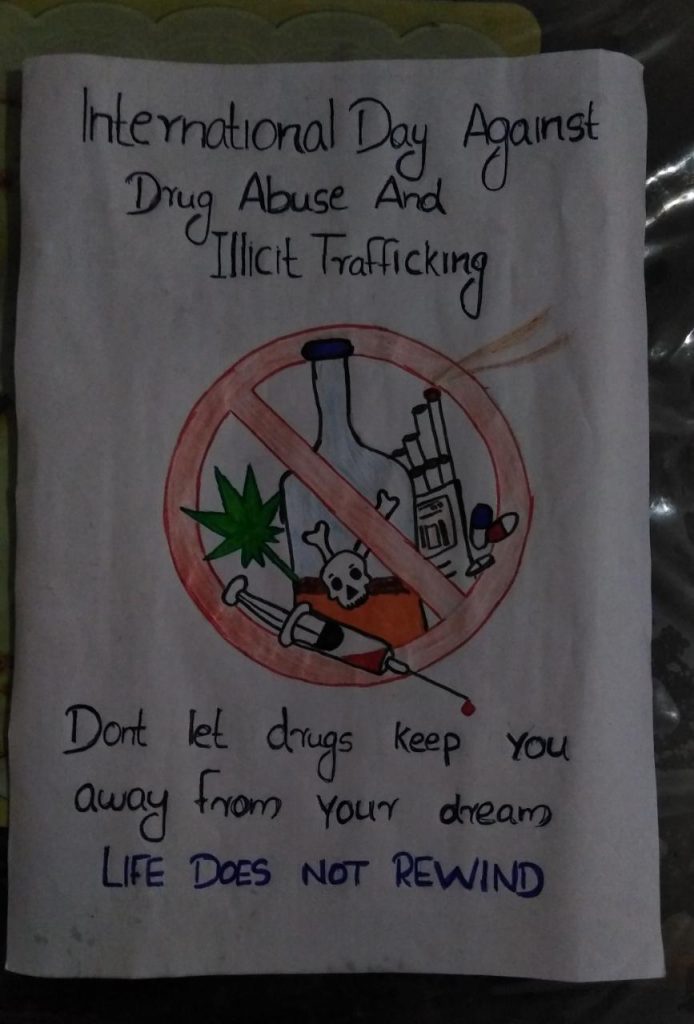 International Day Against
Drug Abuse And
Illicit Trafficking
Dont let drugs keep you
away from your dream
LIFE DOES NOT REWIND